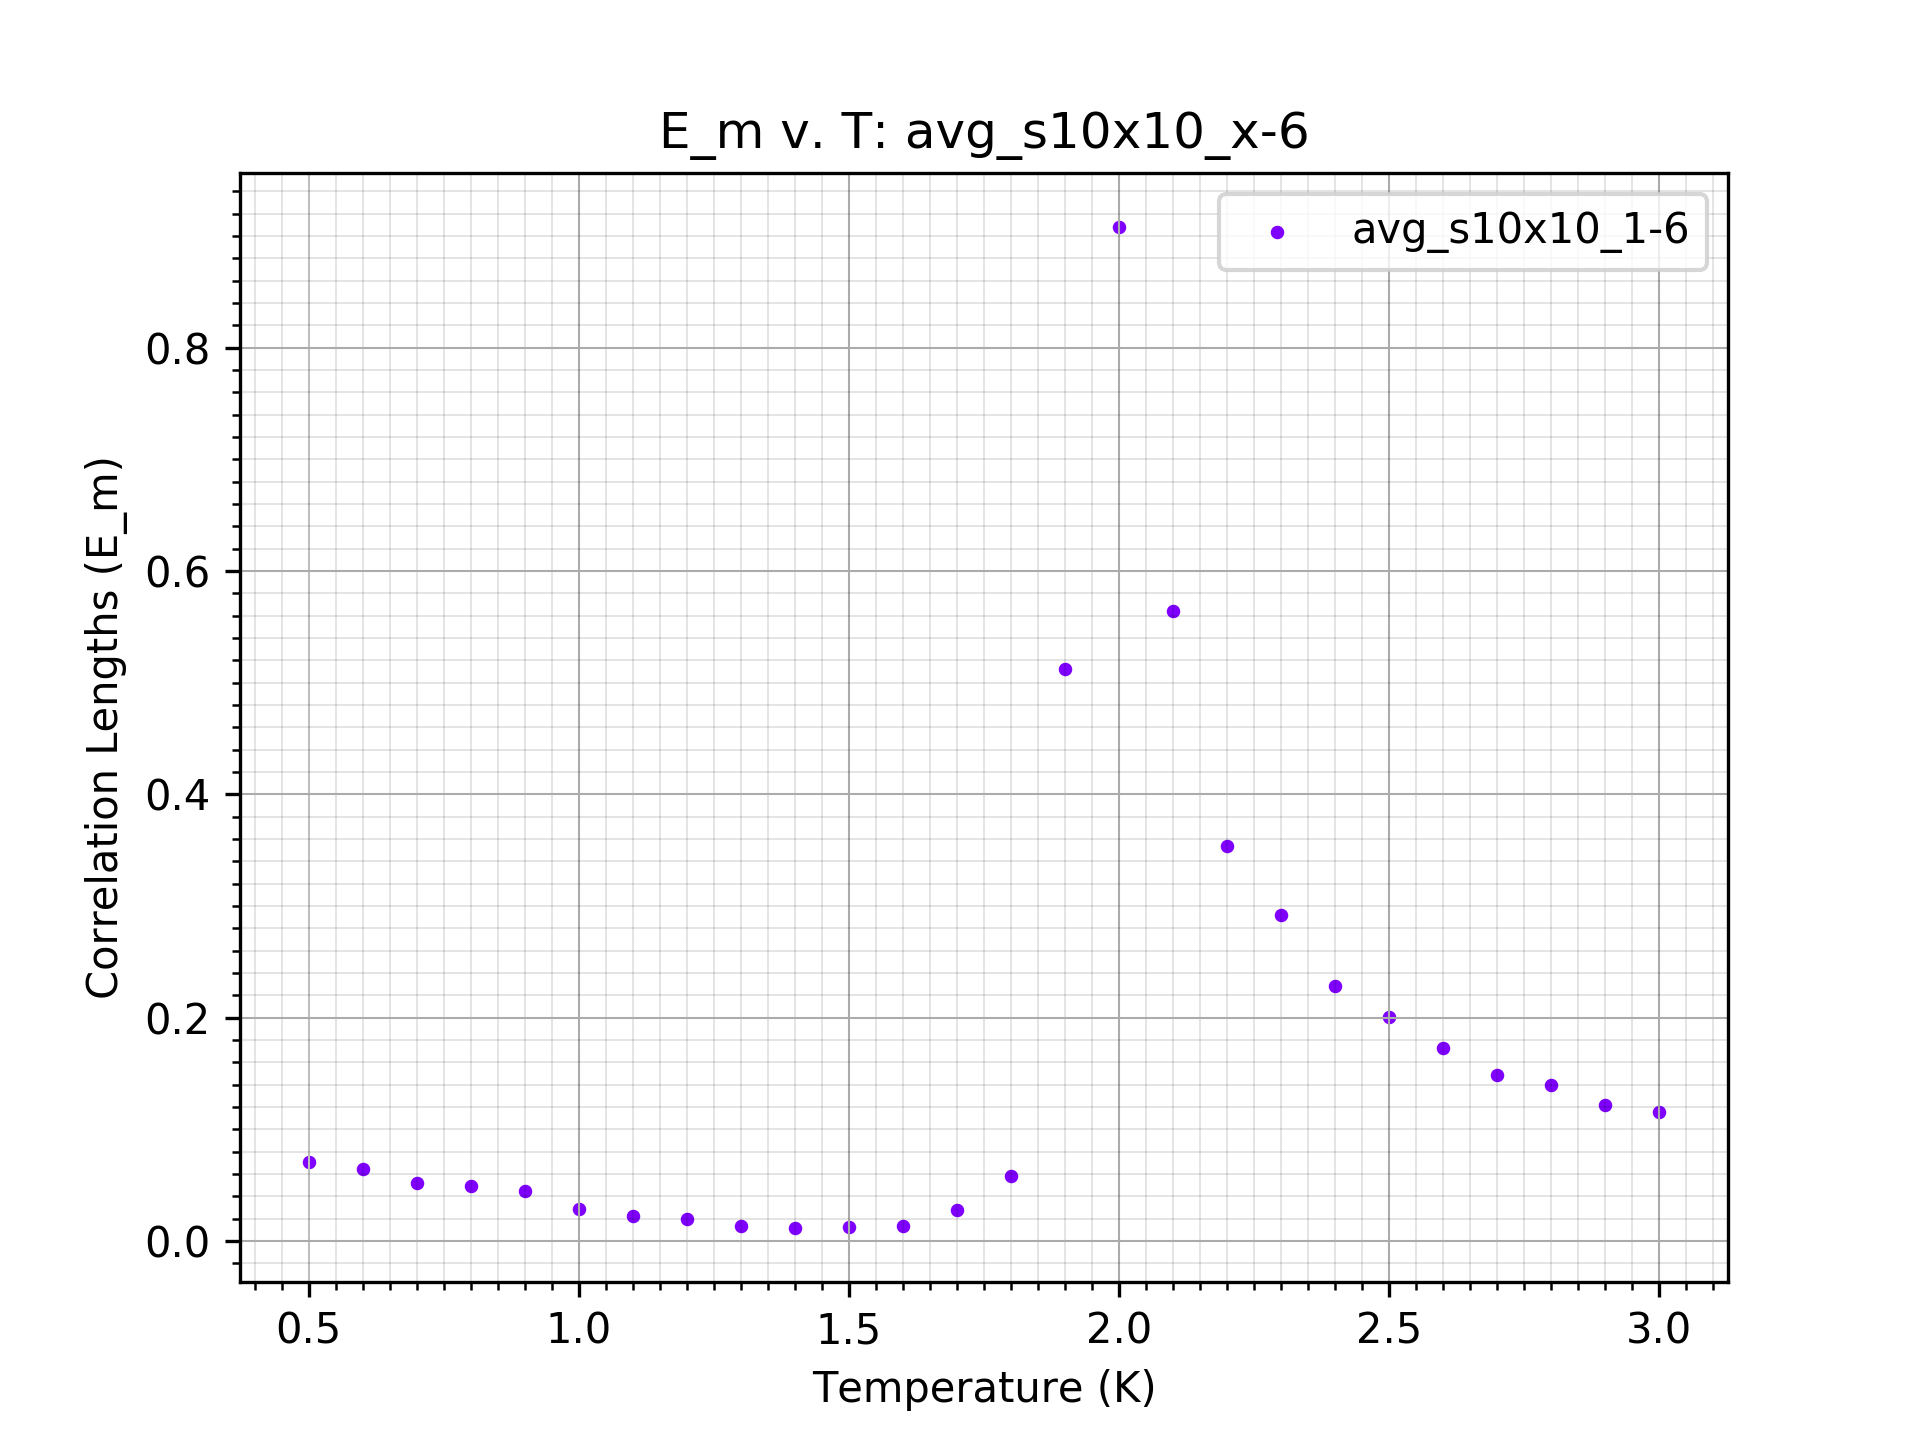 E_m v. T: avg_s10x10_x-6
avg_s10x10_1-6
Correlation Lengths (E_m)
0.8
0.6
0.4
0.2
0.0
0.5 1.0 1.5 2.0 2.5 3.0
Temperature (K)